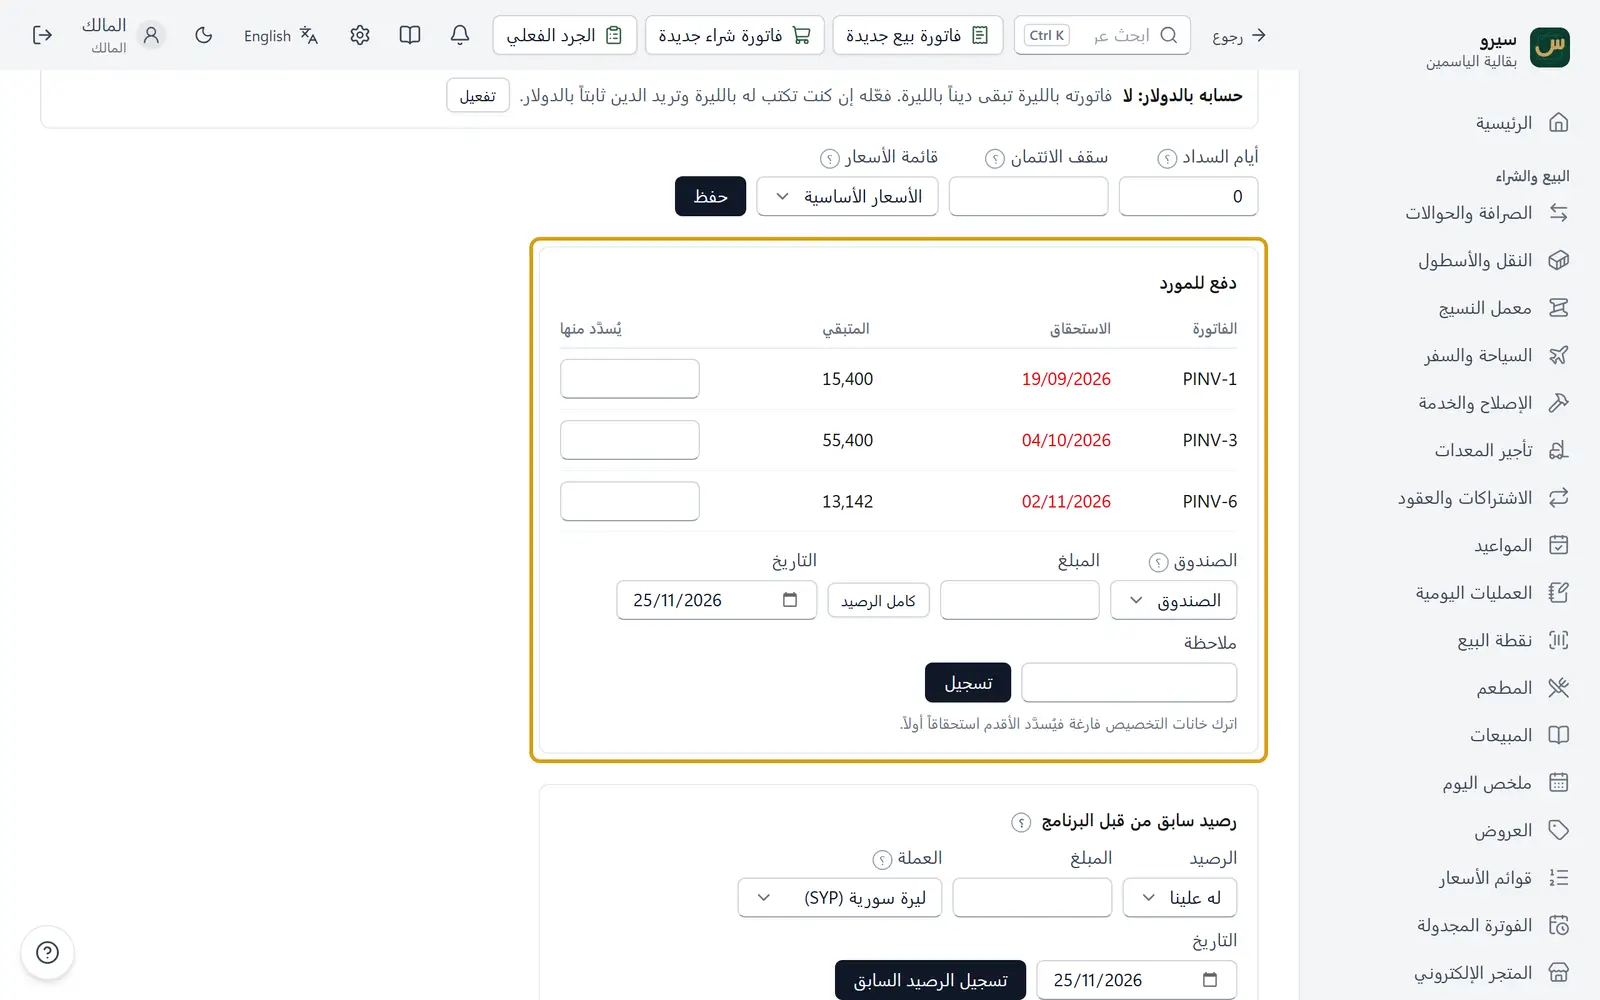 سيرو
بقالية الياسمين
رجوع
ابحث عن
Ctrl K
فاتورة بيع جديدة
فاتورة شراء جديدة
الجرد الفعلي
English
المالك
المالك
الرئيسية
البيع والشراء
الصرافة والحوالات
النقل والأسطول
معمل النسيج
السياحة والسفر
الإصلاح والخدمة
تأجير المعدات
الاشتراكات والعقود
المواعيد
العمليات اليومية
نقطة البيع
المطعم
المبيعات
ملخص اليوم
العروض
قوائم الأسعار
الفوترة المجدولة
المتجر الإلكتروني
حسابه بالدولار: لا فاتورته بالليرة تبقى ديناً بالليرة. فعّله إن كنت تكتب له بالليرة وتريد الدين ثابتاً بالدولار. تفعيل
أيام السداد ؟ سقف الائتمان ؟ قائمة الأسعار ؟
0 الأسعار الأساسية حفظ
دفع للمورد
الفاتورة الاستحقاق المتبقي يُسدَّد منها
PINV-1 19/09/2026 15,400
PINV-3 04/10/2026 55,400
PINV-6 02/11/2026 13,142
الصندوق ؟ المبلغ التاريخ
الصندوق كامل الرصيد 25/11/2026
ملاحظة
تسجيل
اترك خانات التخصيص فارغة فيُسدَّد الأقدم استحقاقاً أولاً.
رصيد سابق من قبل البرنامج ؟
الرصيد المبلغ العملة ؟
له علينا ليرة سورية (SYP)
التاريخ
25/11/2026 تسجيل الرصيد السابق